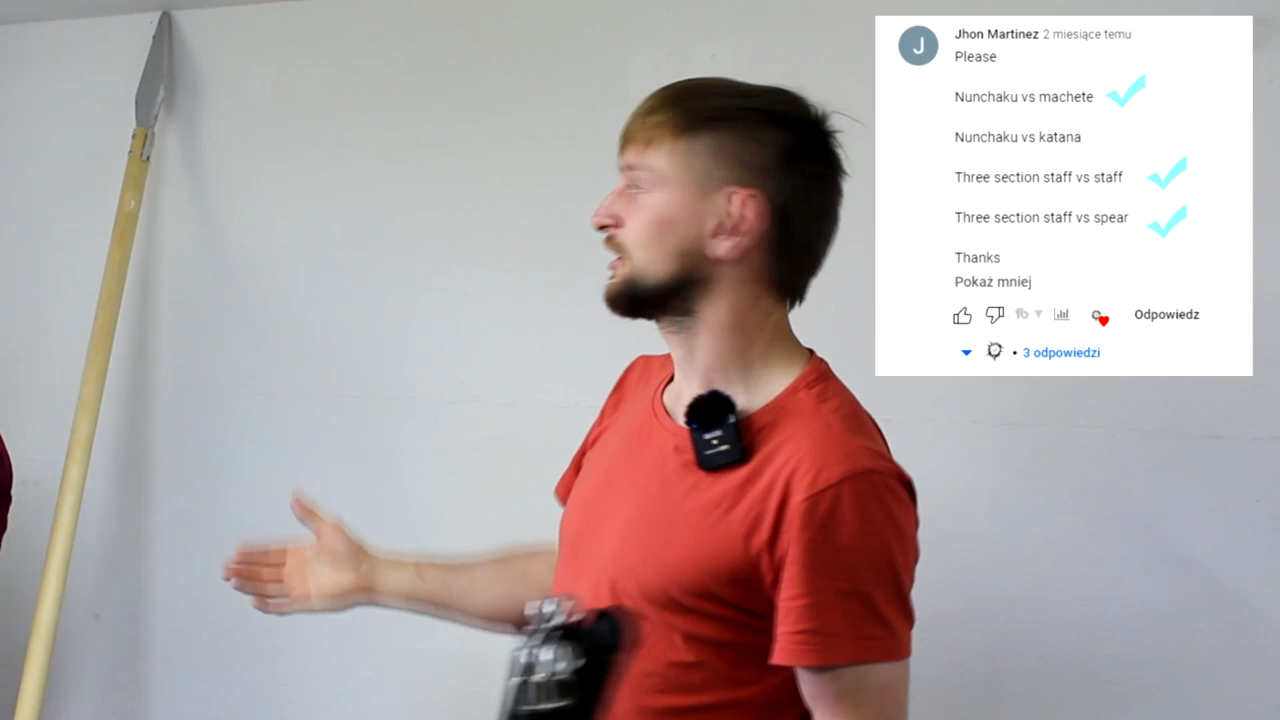 J
Jhon Martinez 2 miesiące temu
Please
Nunchaku vs machete
Nunchaku vs katana
Three section staff vs staff
Three section staff vs spear
Thanks
Pokaż mniej
Odpowiedz
• 3 odpowiedzi